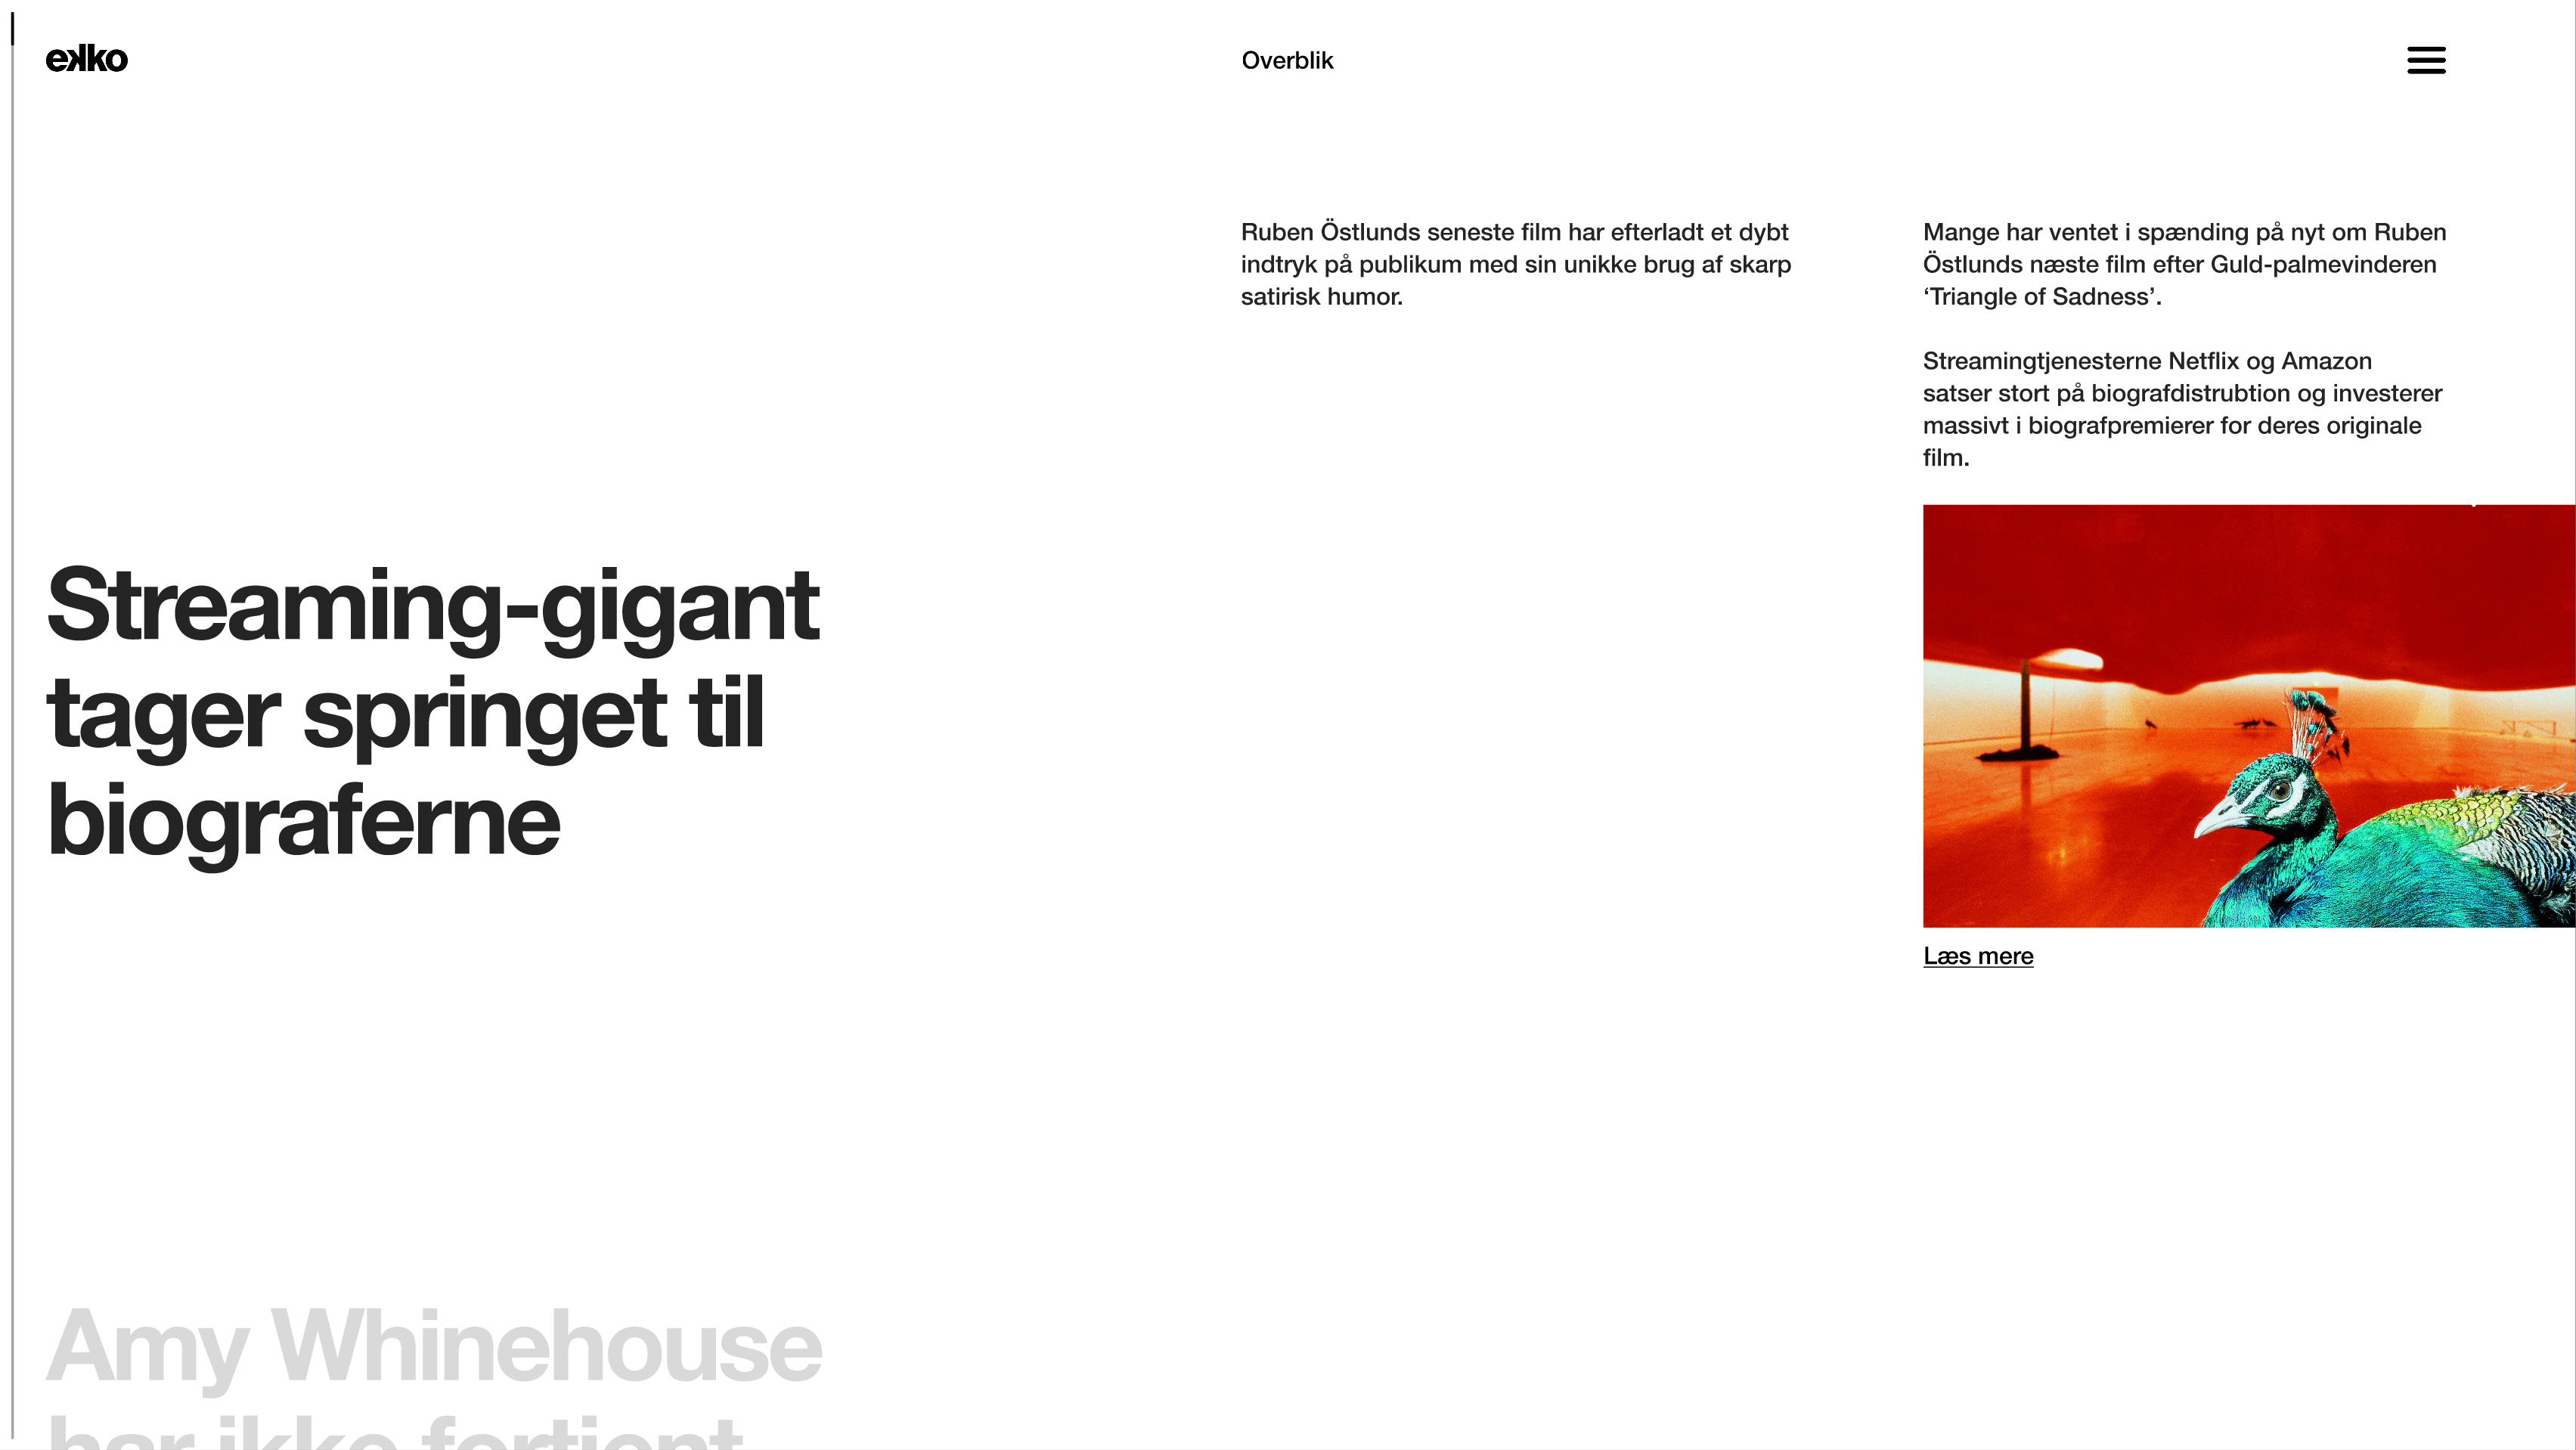 ekko
Overblik
Ruben Östlunds seneste film har efterladt et dybt
indtryk på publikum med sin unikke brug af skarp
satirisk humor.
Mange har ventet i spænding på nyt om Ruben
Östlunds næste film efter Guld-palmevinderen
‘Triangle of Sadness’.
Streamingtjenesterne Netflix og Amazon
satser stort på biografdistrubtion og investerer
massivt i biografpremierer for deres originale
film.
Læs mere
Streaming-gigant
tager springet til
biograferne
Amy Whinehouse
har ikke fortjent